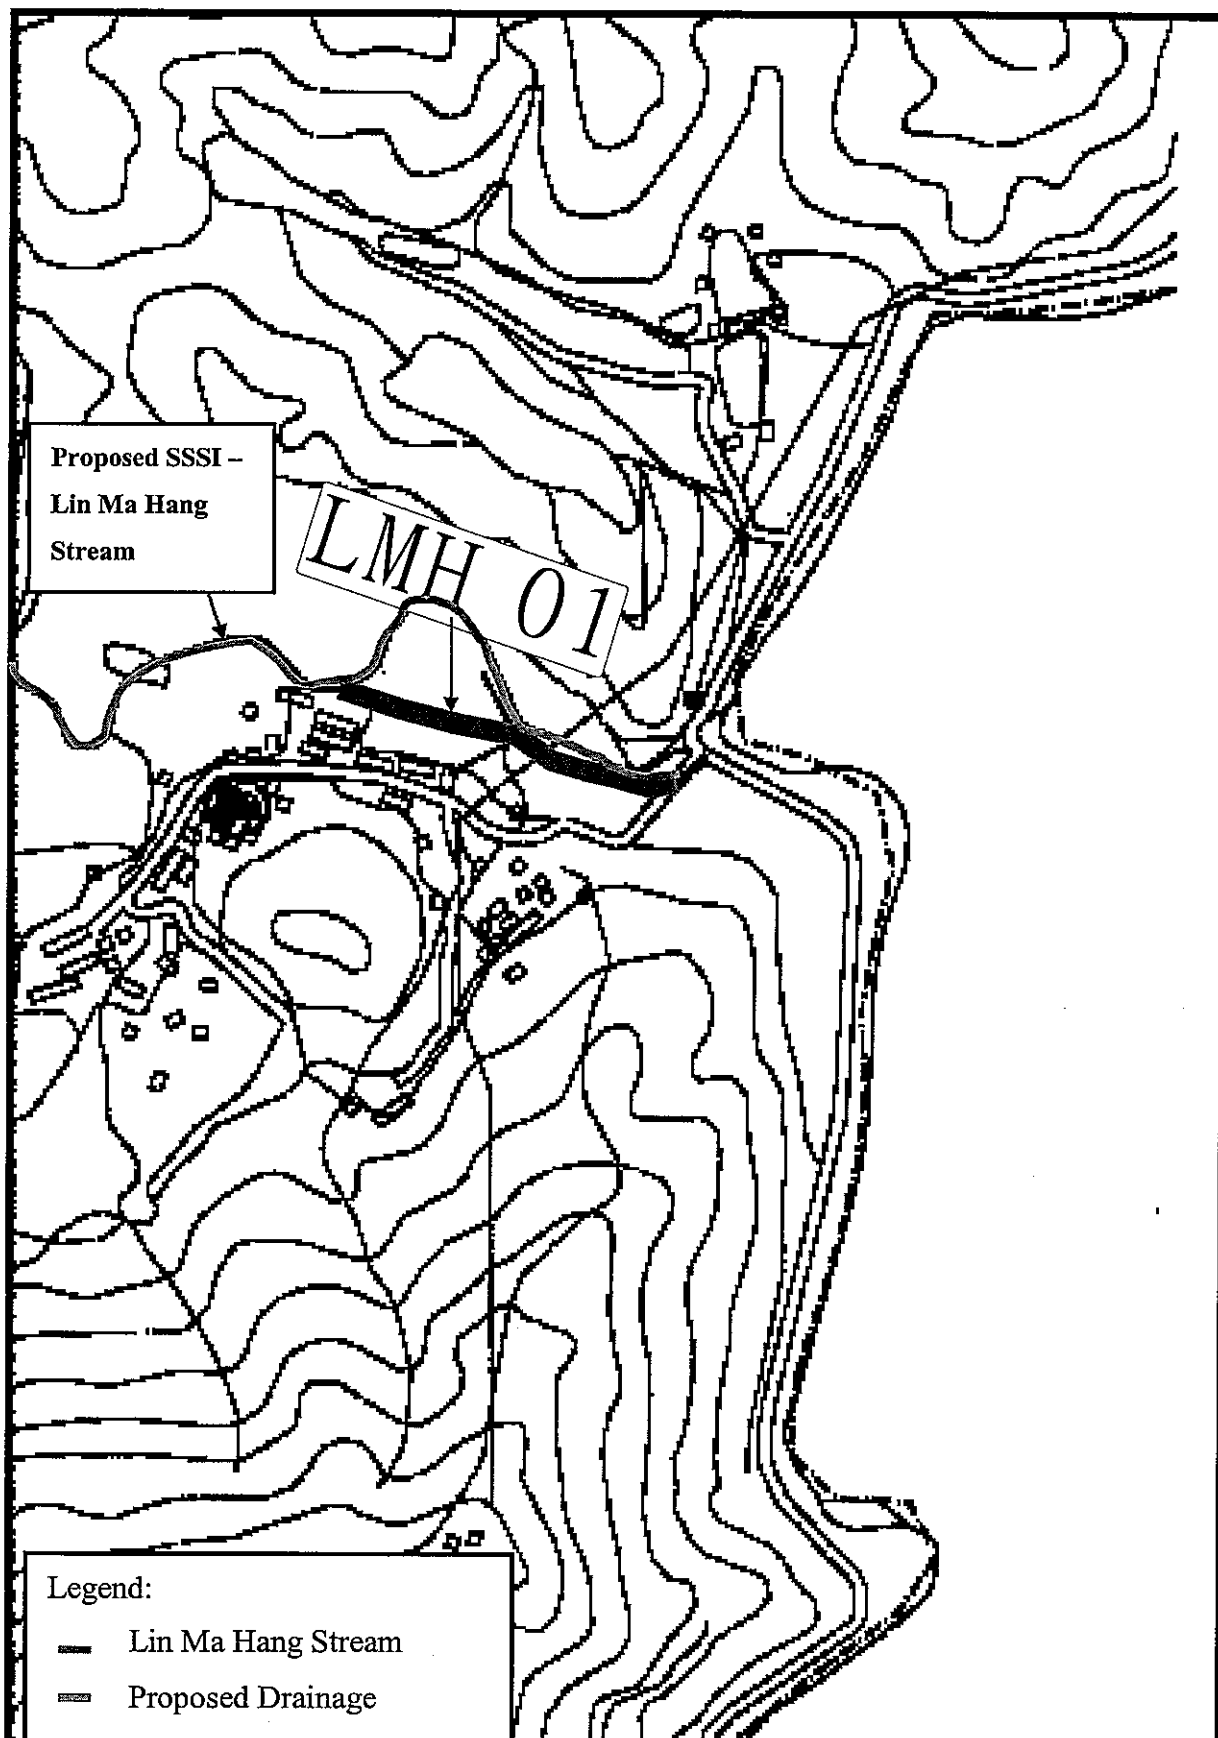 Proposed SSSI –
Lin Ma Hang
Stream
LMH 01
Legend:
Lin Ma Hang Stream
Proposed Drainage